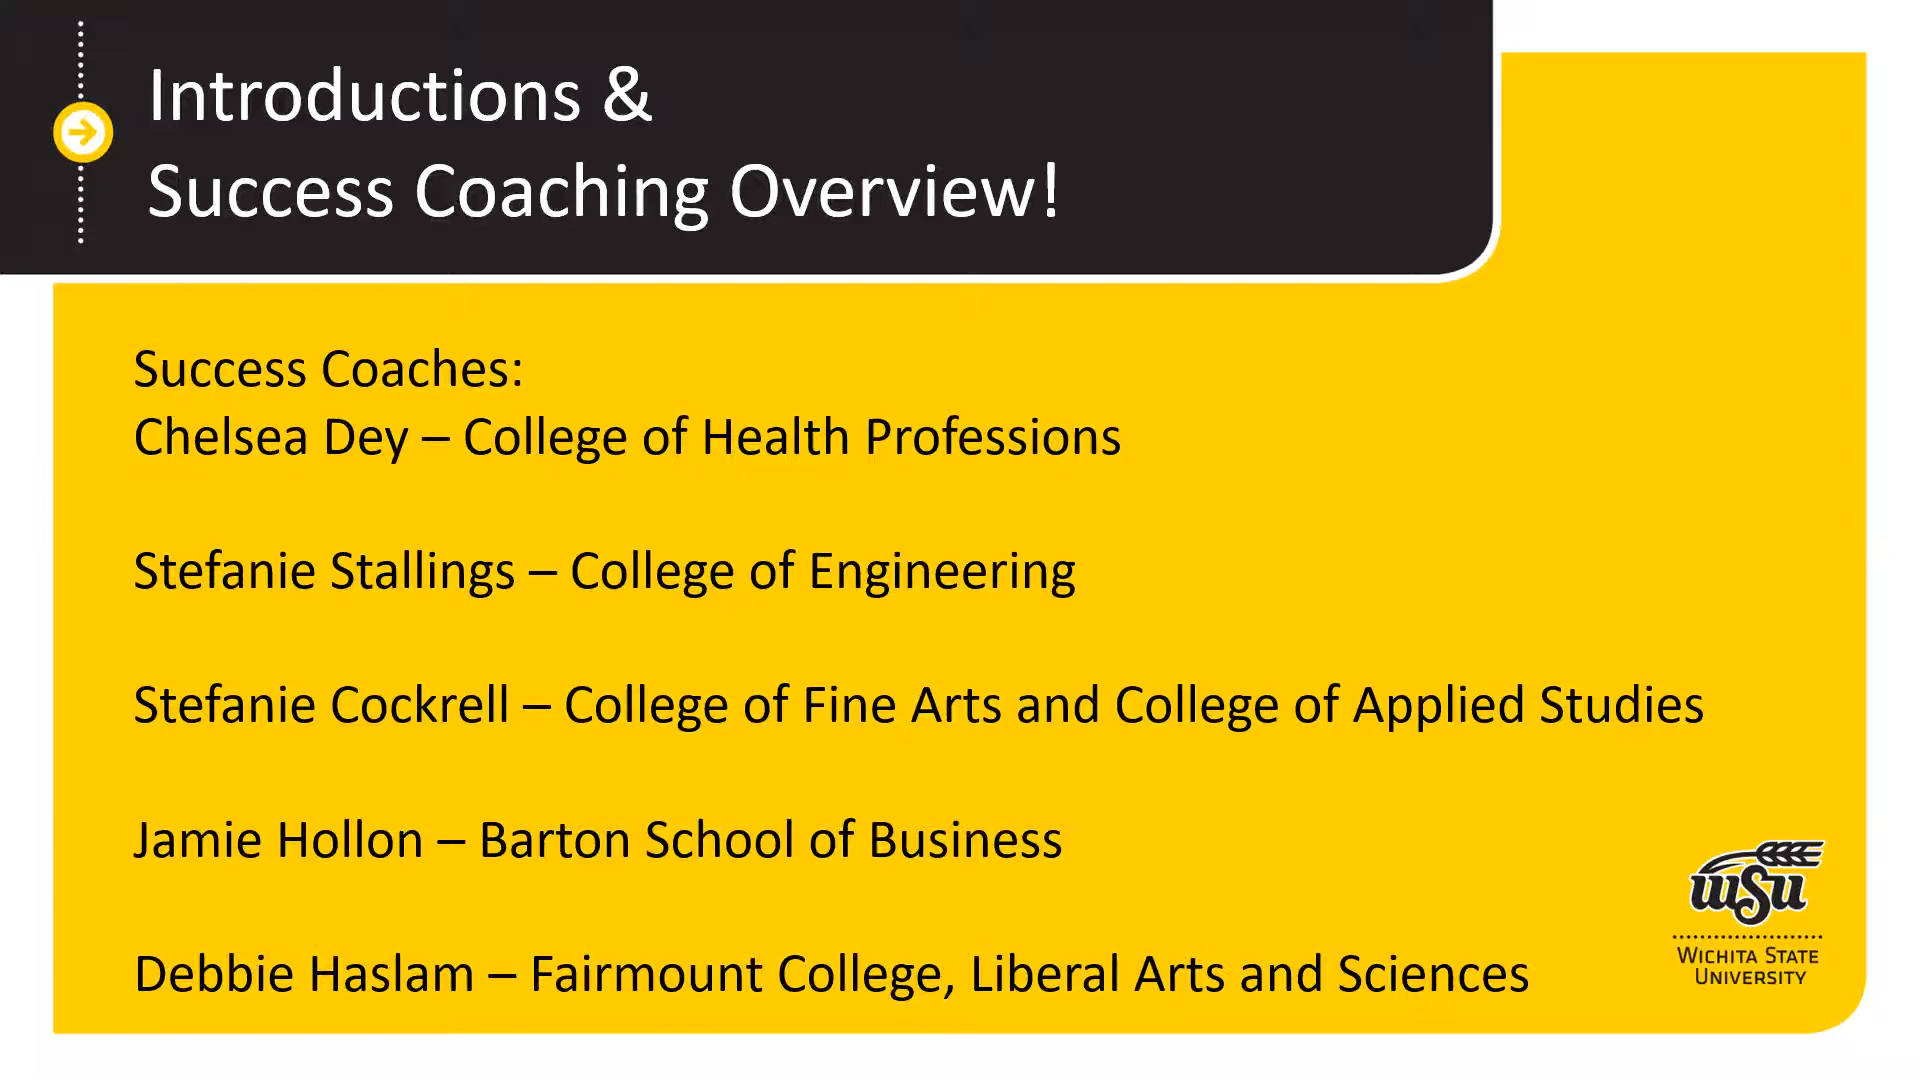 Introductions &
Success Coaching Overview!
Success Coaches:
Chelsea Dey – College of Health Professions
Stefanie Stallings – College of Engineering
Stefanie Cockrell – College of Fine Arts and College of Applied Studies
Jamie Hollon – Barton School of Business
Debbie Haslam – Fairmount College, Liberal Arts and Sciences
WSU
WICHITA STATE
UNIVERSITY